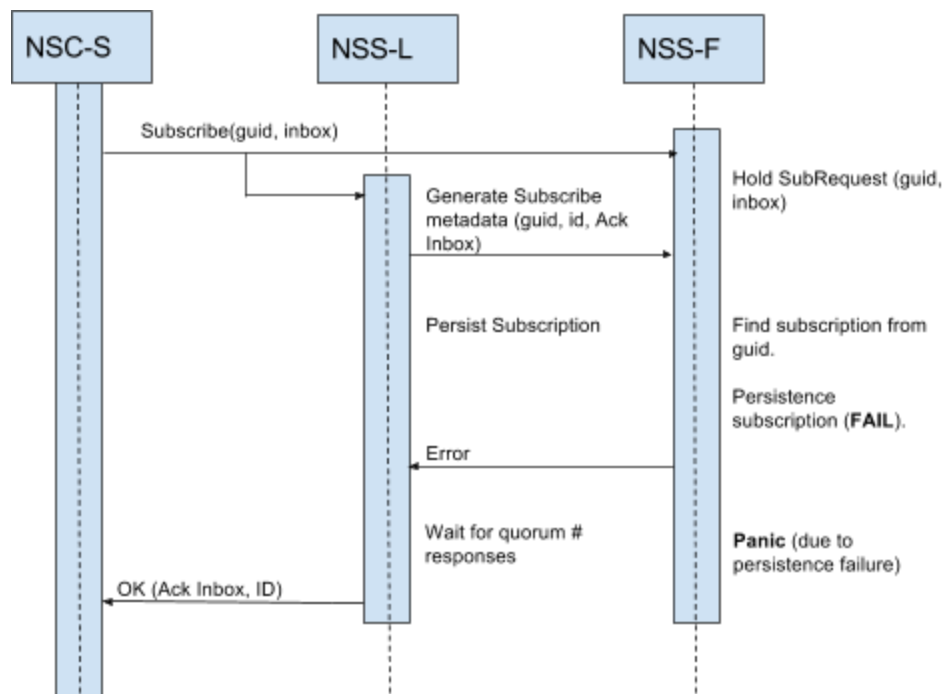 NSC-S
NSS-L
NSS-F
Subscribe(guid, inbox)
Hold SubRequest (guid,
inbox)
Generate Subscribe
metadata (guid, id, Ack
Inbox)
Persist Subscription
Find subscription from
guid.
Persistence
subscription (FAIL).
Error
Wait for quorum #
responses
Panic (due to
persistence failure)
OK (Ack Inbox, ID)